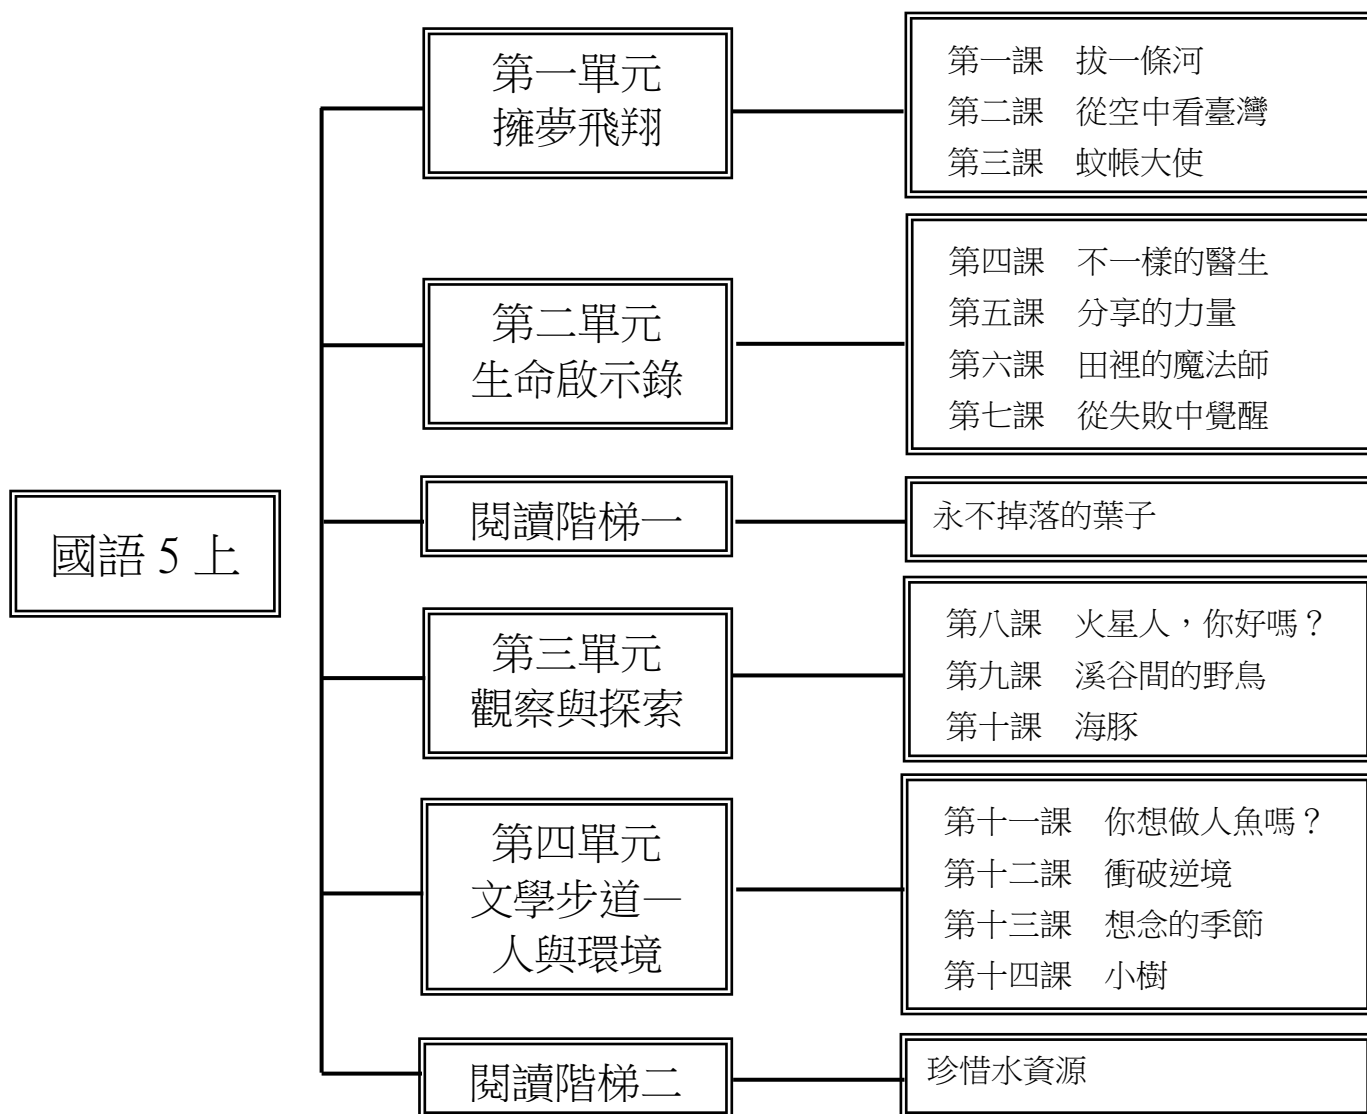 國語 5 上
第一單元
擁夢飛翔
第一課　拔一條河
第二課　從空中看臺灣
第三課　蚊帳大使
第二單元
生命啟示錄
第四課　不一樣的醫生
第五課　分享的力量
第六課　田裡的魔法師
第七課　從失敗中覺醒
閱讀階梯一
永不掉落的葉子
第三單元
觀察與探索
第八課　火星人，你好嗎？
第九課　溪谷間的野鳥
第十課　海豚
第四單元
文學步道—
人與環境
第十一課　你想做人魚嗎？
第十二課　衝破逆境
第十三課　想念的季節
第十四課　小樹
閱讀階梯二
珍惜水資源